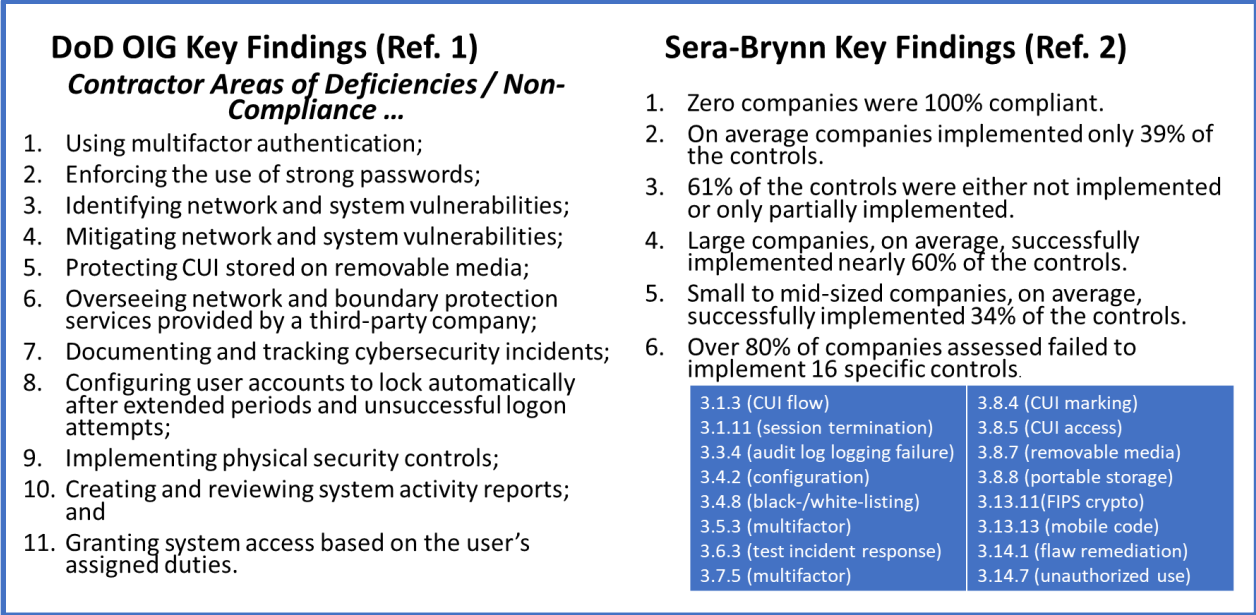 DoD OIG Key Findings (Ref. 1)
Contractor Areas of Deficiencies / Non-
Compliance ...
1. Using multifactor authentication;
2. Enforcing the use of strong passwords;
3. Identifying network and system vulnerabilities;
4. Mitigating network and system vulnerabilities;
5. Protecting CUI stored on removable media;
6. Overseeing network and boundary protection
services provided by a third-party company;
7. Documenting and tracking cybersecurity incidents;
8. Configuring user accounts to lock automatically
after extended periods and unsuccessful logon
attempts;
9. Implementing physical security controls;
10. Creating and reviewing system activity reports;
and
11. Granting system access based on the user's
assigned duties.
Sera-Brynn Key Findings (Ref. 2)
1. Zero companies were 100% compliant.
2. On average companies implemented only 39% of
the controls.
3. 61% of the controls were either not implemented
or only partially implemented.
4. Large companies, on average, successfully
implemented nearly 60% of the controls.
5. Small to mid-sized companies, on average,
successfully implemented 34% of the controls.
6. Over 80% of companies assessed failed to
implement 16 specific controls.
3.1.3 (CUI flow)
3.1.11 (session termination)
3.3.4 (audit log logging failure)
3.4.2 (configuration)
3.4.8 (black-/white-listing)
3.5.3 (multifactor)
3.6.3 (test incident response)
3.7.5 (multifactor)
3.8.4 (CUI marking)
3.8.5 (CUI access)
3.8.7 (removable media)
3.8.8 (portable storage)
3.13.11(FIPS crypto)
3.13.13 (mobile code)
3.14.1 (flaw remediation)
3.14.7 (unauthorized use)